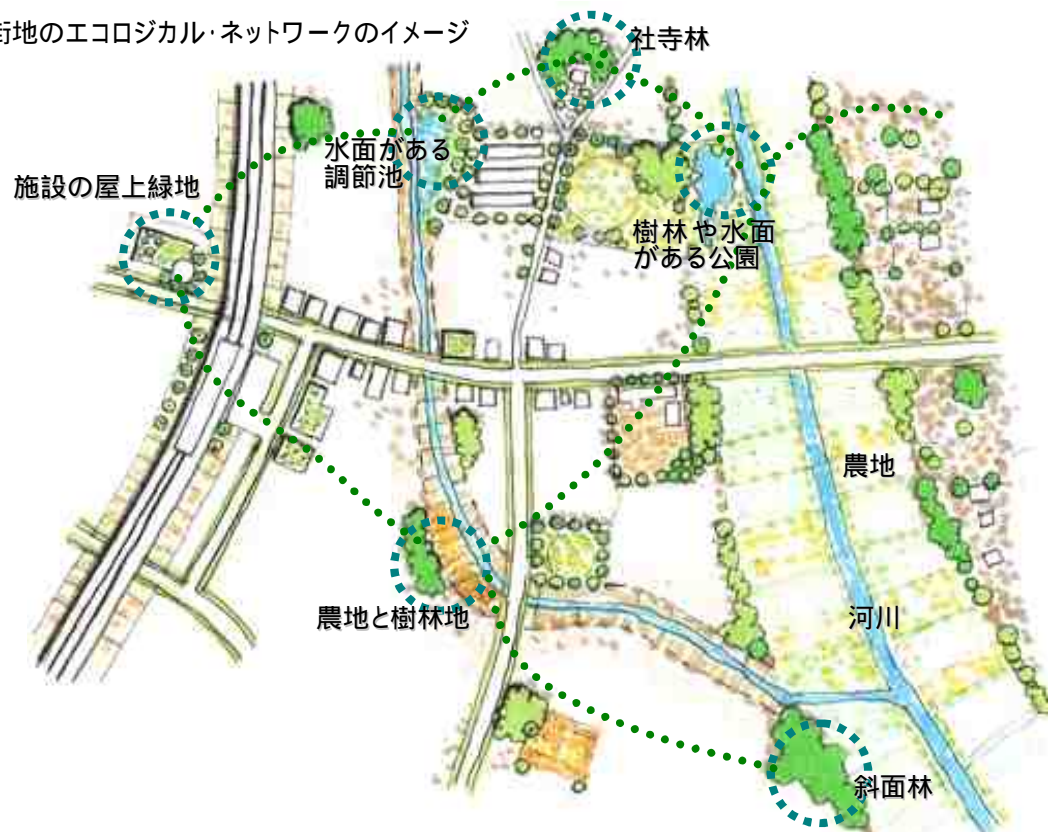 街地のエコロジカル・ネットワークのイメージ
社寺林
水面がある
調節池
施設の屋上緑地
樹林や水面
がある公園
農地
農地と樹林地
河川
斜面林